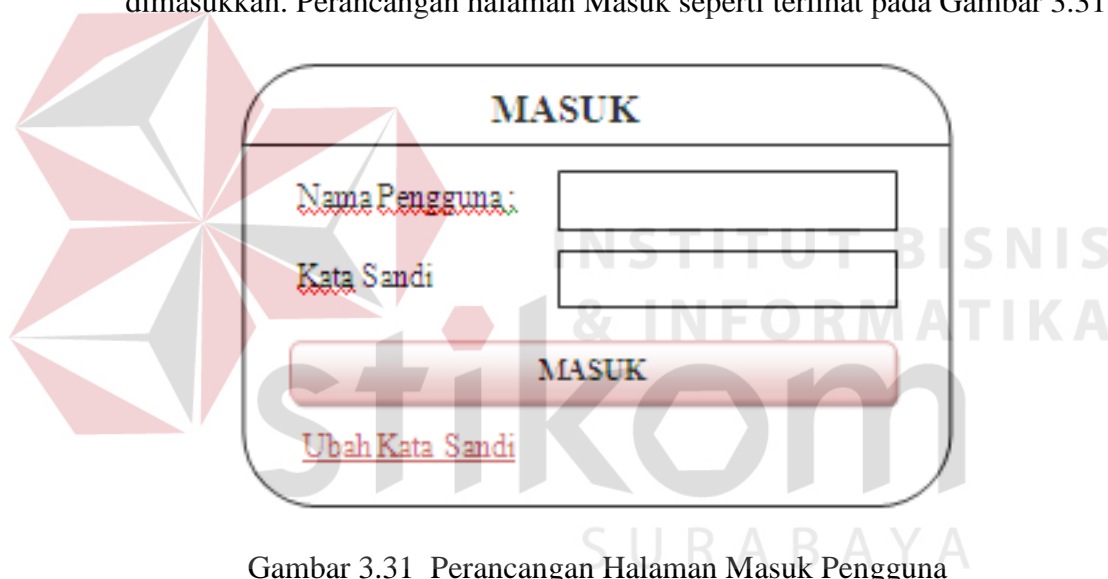 dimasukkan. Perancangan halaman Masuk seperti terlihat pada Gambar 3.31
MASUK
Nama Pengguna :
Kata Sandi
MASUK
Ubah Kata Sandi
INSTITUT BISNIS
& INFORMATIKA
stikom
SURABAYA
Gambar 3.31 Perancangan Halaman Masuk Pengguna